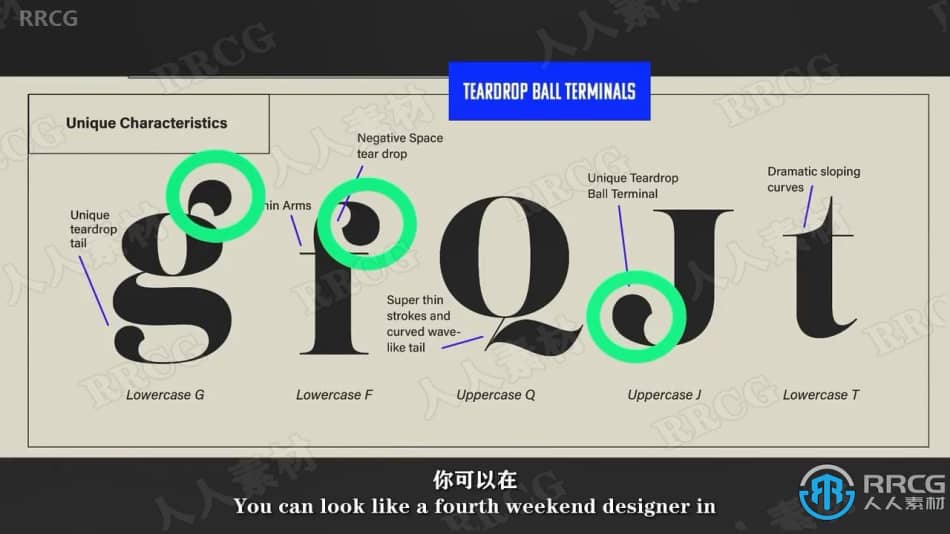 RRCG
TEARDROP BALL TERMINALS
Unique Characteristics
Negative Space
tear drop
Unique Teardrop
Ball Terminal
Dramatic sloping
curves
Unique
teardrop
tail
Arms
Super thin
strokes and
curved wave-
like tail
g f Q J t
Lowercase G
Lowercase F
Uppercase Q
Uppercase J
Lowercase T
你可以在
You can look like a fourth weekend designer in
RRCG
人人素材